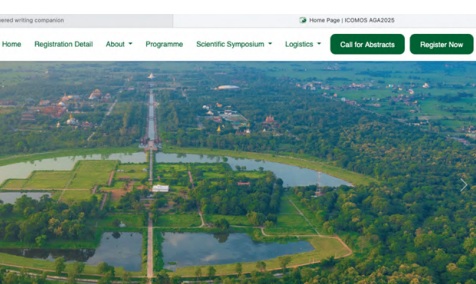 ered writing companion
Home Page | ICOMOS AGA2025
Home Registration Detail About Programme Scientific Symposium Logistics Call for Abstracts Register Now